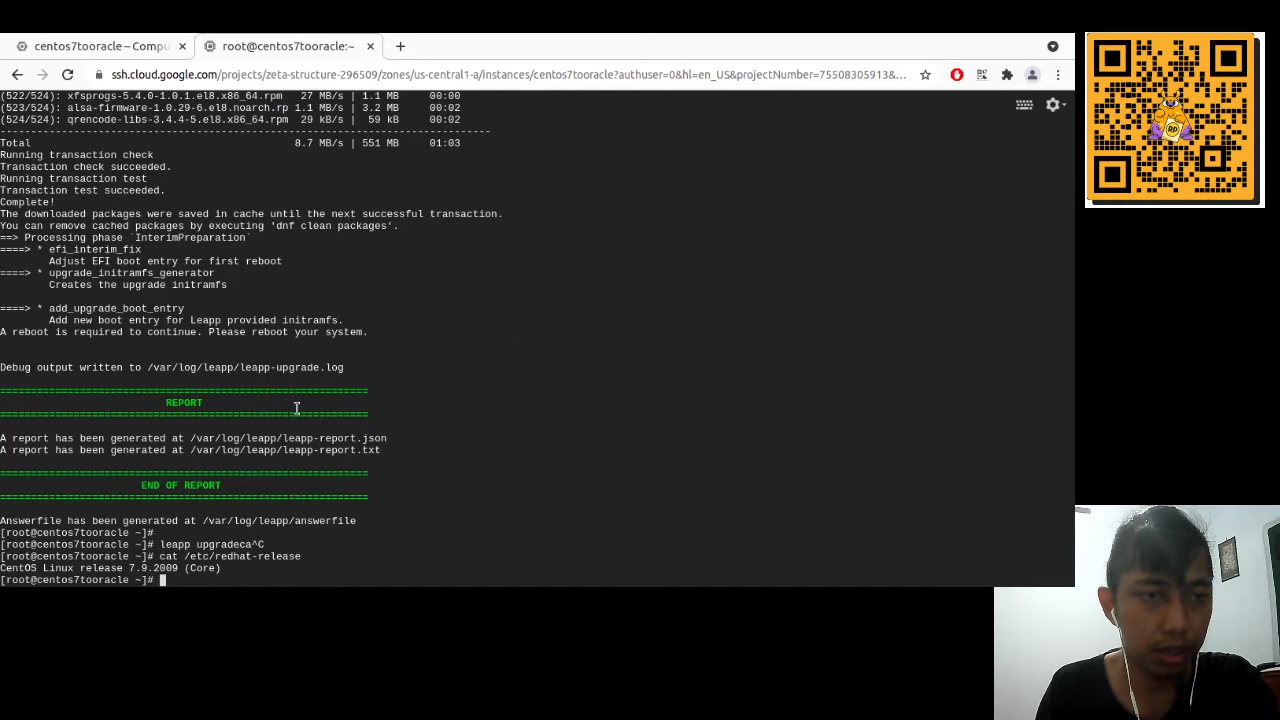 centos7tooracle – Compu
root@centos7tooracle:~
ssh.cloud.google.com/projects/zeta-structure-296509/zones/us-central1-a/instances/centos7tooracle?authuser=0&hl=en_US&projectNumber=75508305913&...
(522/524): xfsprogs-5.4.0-1.0.1.el8.x86_64.rpm 27 MB/s | 1.1 MB 00:00
(523/524): alsa-firmware-1.0.29-6.el8.noarch.rp 1.1 MB/s | 3.2 MB 00:02
(524/524): qrencode-libs-3.4.4-5.el8.x86_64.rpm 29 kB/s | 59 kB 00:02
--------------------------------------------------------------------------------
Total 8.7 MB/s | 551 MB 01:03
Running transaction check
Transaction check succeeded.
Running transaction test
Transaction test succeeded.
Complete!
The downloaded packages were saved in cache until the next successful transaction.
You can remove cached packages by executing 'dnf clean packages'.
==> Processing phase `InterimPreparation`
====> * efi_interim_fix
Adjust EFI boot entry for first reboot
====> * upgrade_initramfs_generator
Creates the upgrade initramfs
====> * add_upgrade_boot_entry
Add new boot entry for Leapp provided initramfs.
A reboot is required to continue. Please reboot your system.
Debug output written to /var/log/leapp/leapp-upgrade.log
============================================================
REPORT
============================================================
A report has been generated at /var/log/leapp/leapp-report.json
A report has been generated at /var/log/leapp/leapp-report.txt
============================================================
END OF REPORT
============================================================
Answerfile has been generated at /var/log/leapp/answerfile
[root@centos7tooracle ~]#
[root@centos7tooracle ~]# leapp upgradeca^C
[root@centos7tooracle ~]# cat /etc/redhat-release
CentOS Linux release 7.9.2009 (Core)
[root@centos7tooracle ~]#
RP